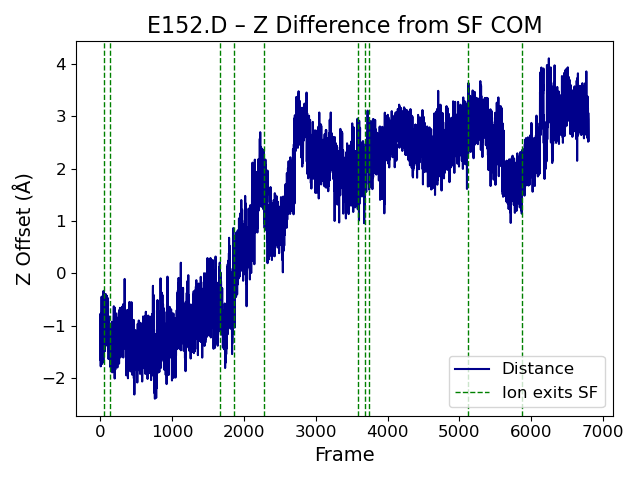 E152.D – Z Difference from SF COM
Z Offset (Å)
4
3
2
1
0
−1
−2
0 1000 2000 3000 4000 5000 6000 7000
Frame
Distance
Ion exits SF